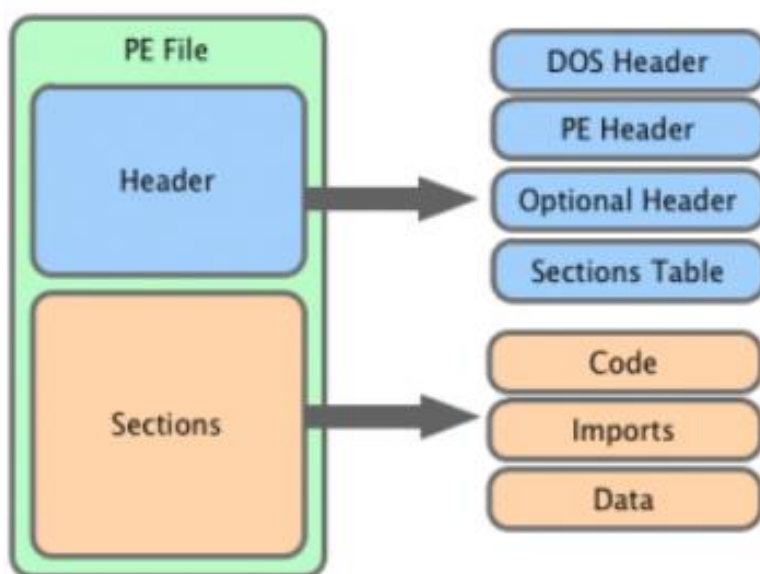 PE File
Header
Sections
DOS Header
PE Header
Optional Header
Sections Table
Code
Imports
Data